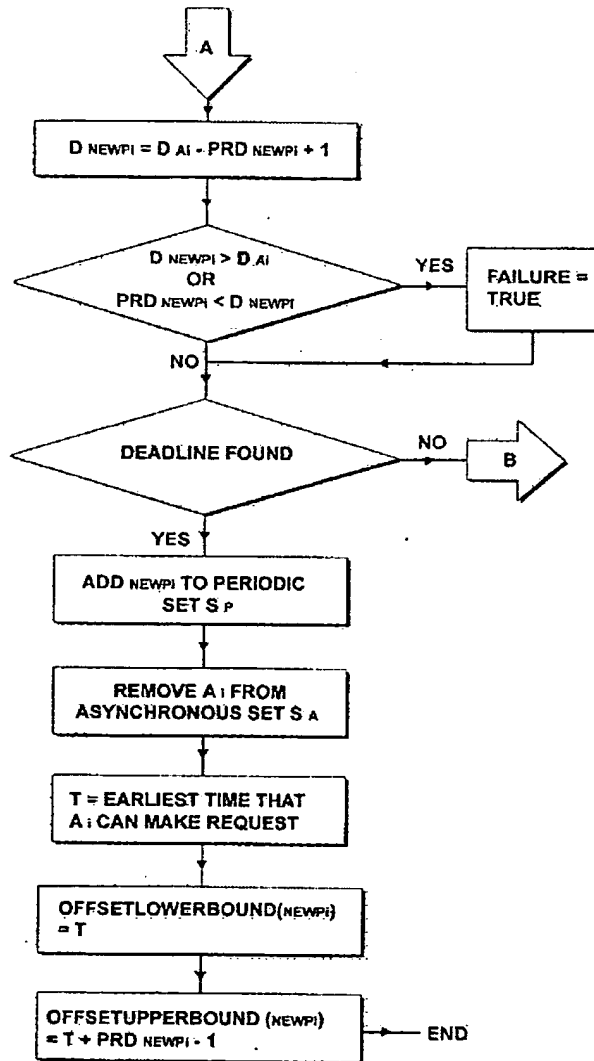 A
D NEWPi = D Ai - PRD NEWPi + 1
D NEWPi > D Ai
OR
PRD NEWPi < D NEWPi
YES
FAILURE =
TRUE
NO
DEADLINE FOUND
NO
B
YES
ADD NEWPi TO PERIODIC
SET S P
REMOVE A i FROM
ASYNCHRONOUS SET S A
T = EARLIEST TIME THAT
A i CAN MAKE REQUEST
OFFSETLOWERBOUND(NEWPi)
= T
OFFSETUPPERBOUND (NEWPi)
= T + PRD NEWPi - 1
END